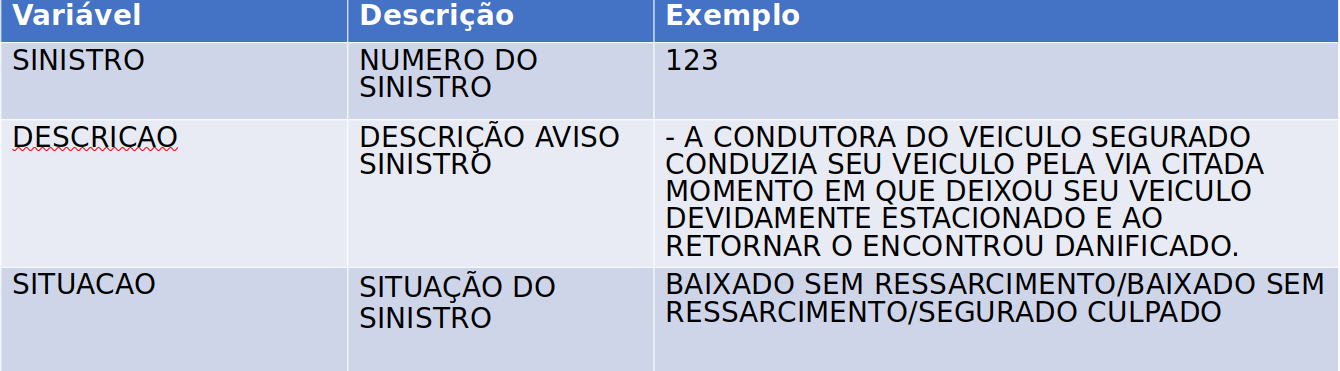 Variável Descrição Exemplo
SINISTRO NUMERO DO SINISTRO 123
DESCRICAO DESCRIÇÃO AVISO SINISTRO - A CONDUTORA DO VEICULO SEGURADO
CONDUZIA SEU VEICULO PELA VIA CITADA
MOMENTO EM QUE DEIXOU SEU VEICULO
DEVIDAMENTE ESTACIONADO E AO
RETORNAR O ENCONTROU DANIFICADO.
SITUACAO SITUAÇÃO DO SINISTRO BAIXADO SEM RESSARCIMENTO/BAIXADO SEM
RESSARCIMENTO/SEGURADO CULPADO